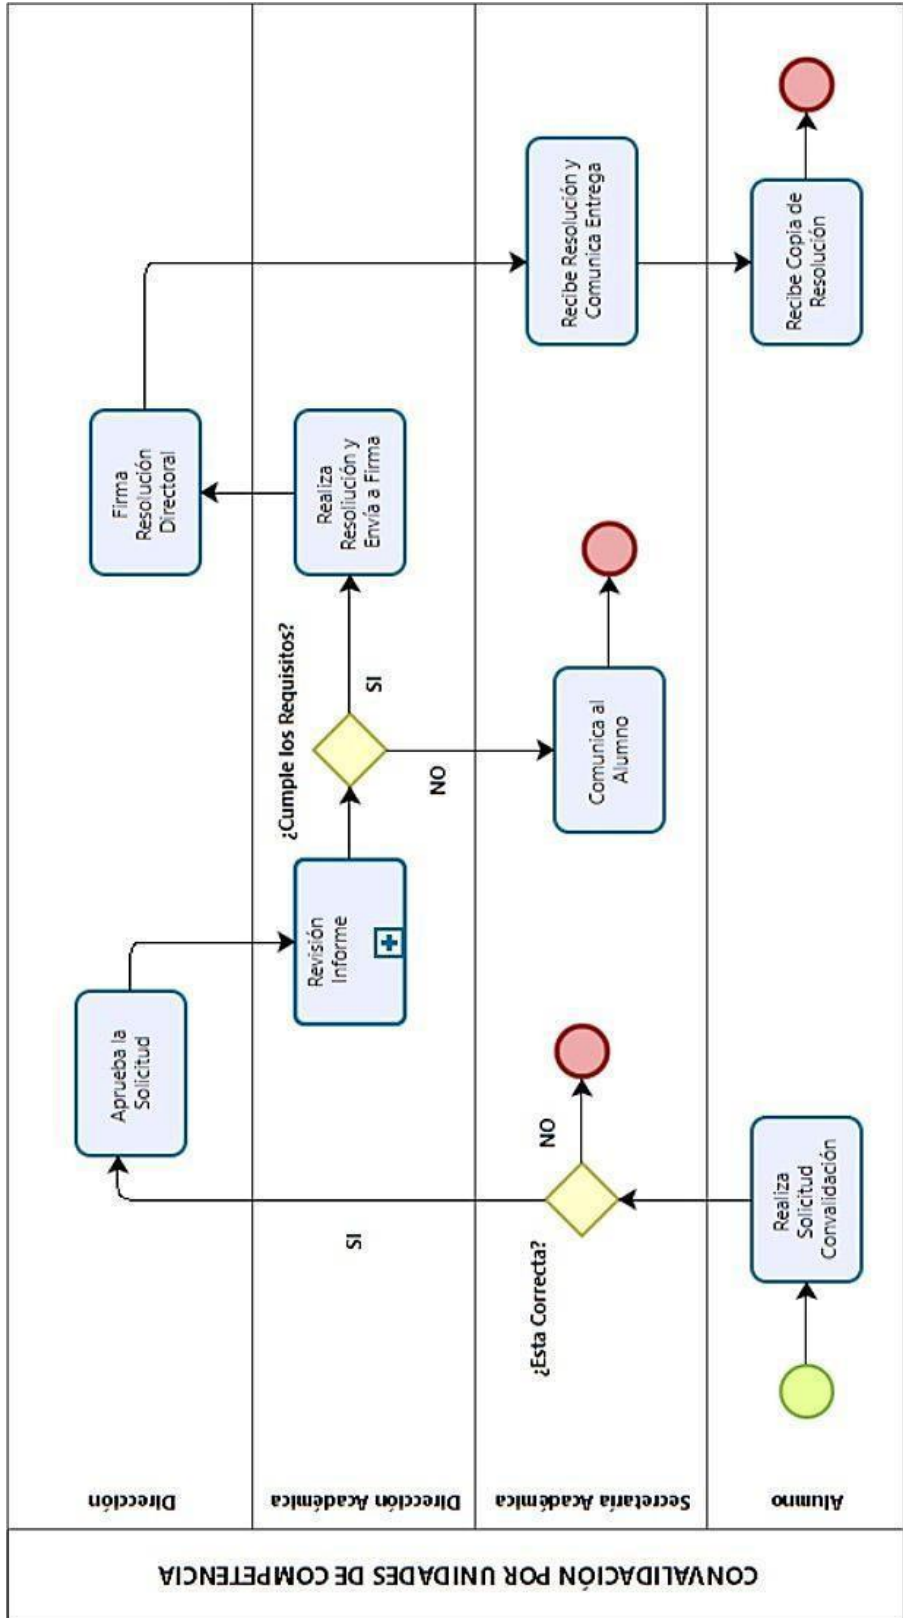 CONVALIDACIÓN POR UNIDADES DE COMPETENCIA
Dirección
Dirección Académica
Secretaría Académica
Alumno
Realiza
Solicitud
Convalidación
¿Esta Correcta?
NO
SI
Aprueba la
Solicitud
Revisión
Informe
¿Cumple los Requisitos?
NO
SI
Comunica al
Alumno
Realiza
Resoliución y
Envía a Firma
Firma
Resolución
Directoral
Recibe Resolución y
Comunica Entrega
Recibe Copia de
Resolución